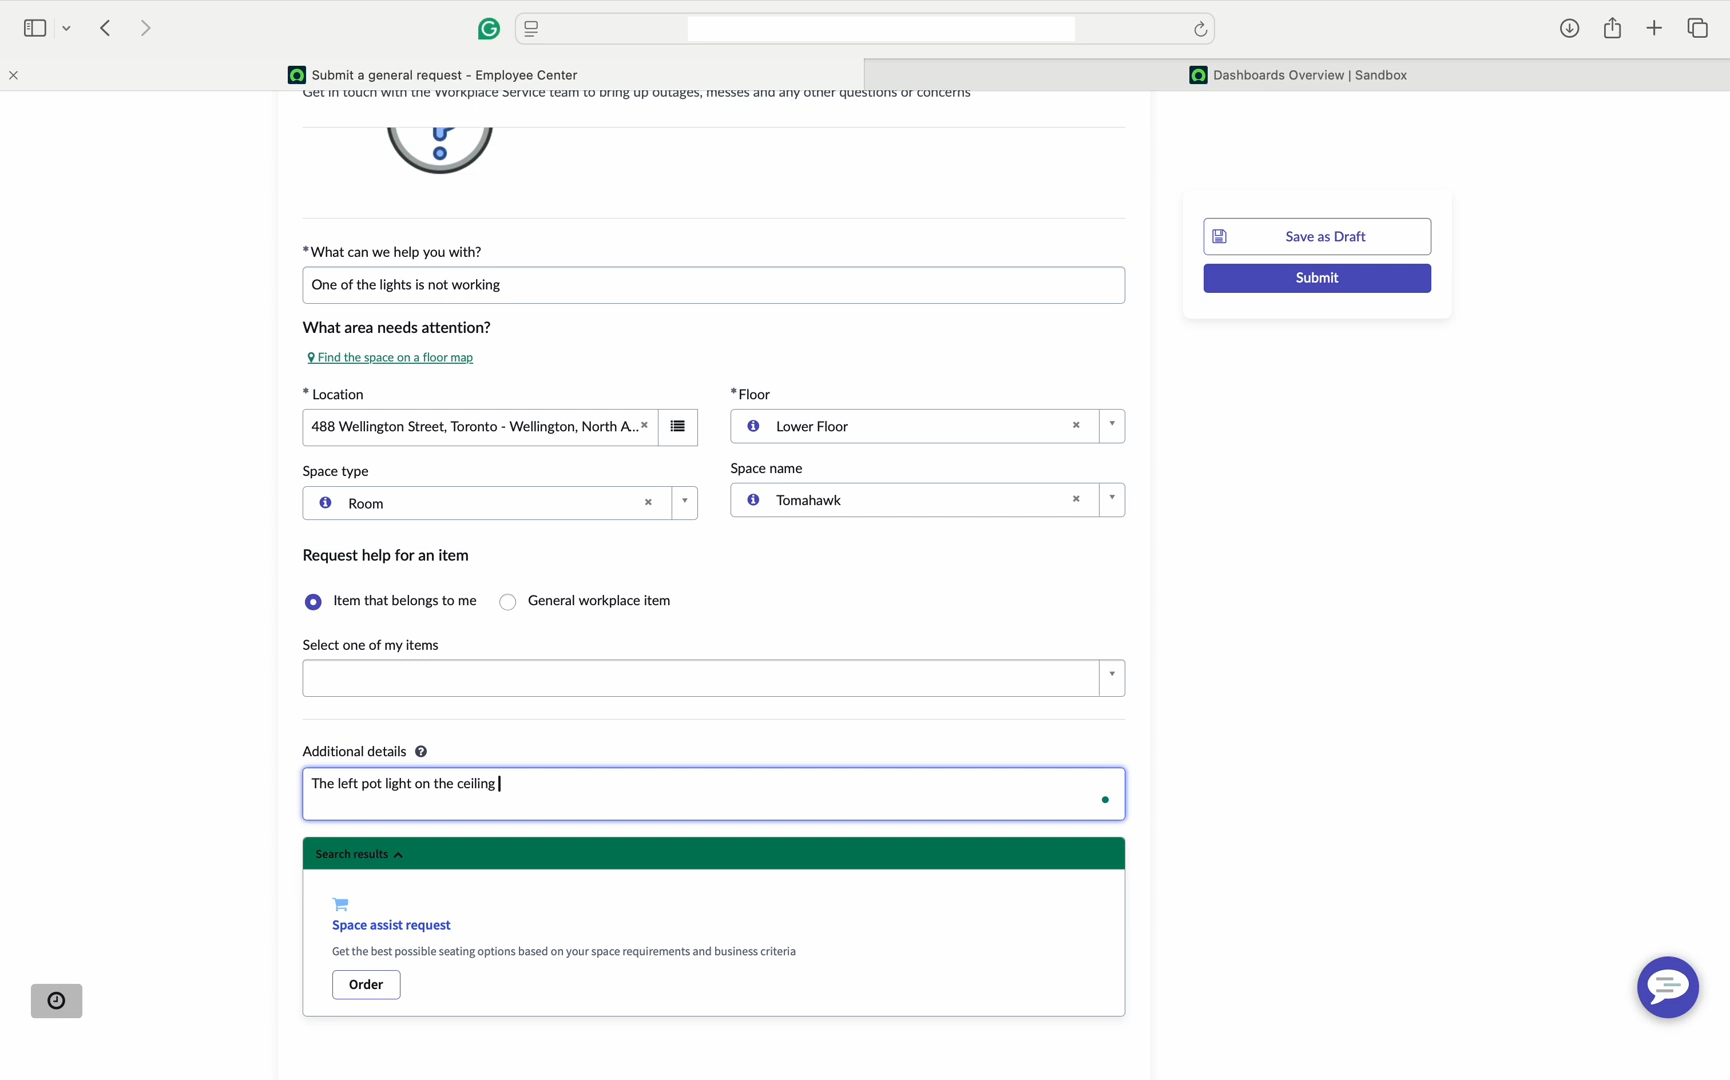 Submit a general request - Employee Center
Dashboards Overview | Sandbox
Get in touch with the Workplace Service team to bring up outages, messes and any other questions or concerns
*What can we help you with?
One of the lights is not working
What area needs attention?
Find the space on a floor map
* Location
*Floor
488 Wellington Street, Toronto - Wellington, North A...
Lower Floor
Space type
Space name
Room
Tomahawk
Request help for an item
Item that belongs to me
General workplace item
Select one of my items
Additional details
The left pot light on the ceiling
Search results
Space assist request
Get the best possible seating options based on your space requirements and business criteria
Order
Save as Draft
Submit